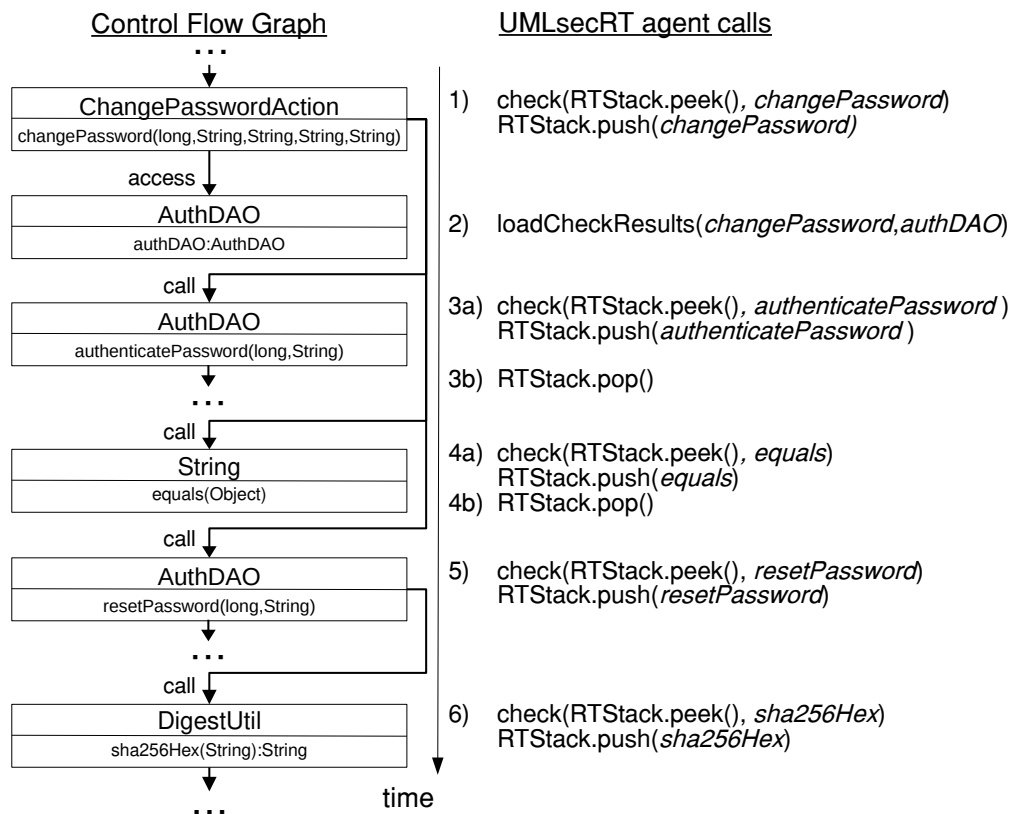 Control Flow Graph
...
ChangePasswordAction
changePassword(long,String,String,String,String)
access
AuthDAO
authDAO:AuthDAO
call
AuthDAO
authenticatePassword(long,String)
...
call
String
equals(Object)
call
AuthDAO
resetPassword(long,String)
...
call
DigestUtil
sha256Hex(String):String
...
time
UMLsecRT agent calls
1) check(RTStack.peek(), changePassword)
RTStack.push(changePassword)
2) loadCheckResults(changePassword,authDAO)
3a) check(RTStack.peek(), authenticatePassword )
RTStack.push(authenticatePassword )
3b) RTStack.pop()
4a) check(RTStack.peek(), equals)
RTStack.push(equals)
4b) RTStack.pop()
5) check(RTStack.peek(), resetPassword)
RTStack.push(resetPassword)
6) check(RTStack.peek(), sha256Hex)
RTStack.push(sha256Hex)